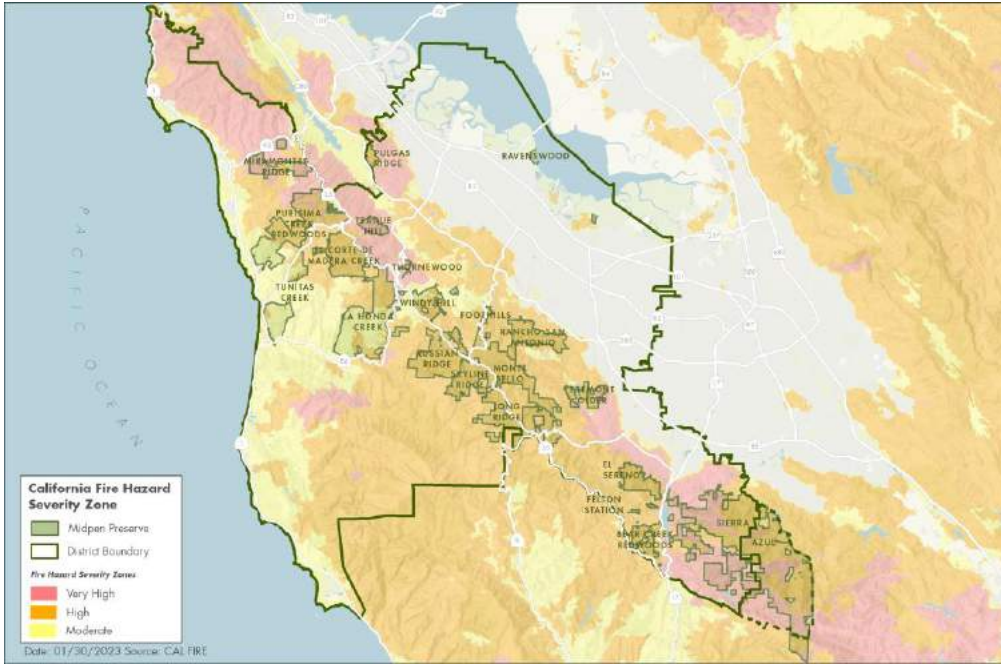 PULGAS
RIDGE
RAVENSWOOD
MIRAMONTES
RIDGE
PURISIMA
CREEK
REDWOODS
TEAGUE
HILL
EL CORTE DE
MADERA CREEK
THORNEWOOD
TUNITAS
CREEK
WINDY HILL
LA HONDA
CREEK
FOOTHILLS
RANCHO SAN
ANTONIO
RUSSIAN
RIDGE
MONTE
BELLO
SKYLINE
RIDGE
FREMONT
OLDER
LONG
RIDGE
EL
SERENO
FELTON
STATION
SIERRA
AZUL
BEAR CREEK
REDWOODS
PACIFIC OCEAN
California Fire Hazard
Severity Zone
Midpen Preserve
District Boundary
Fire Hazard Severity Zones
Very High
High
Moderate
Date: 01/30/2023 Source: CAL FIRE